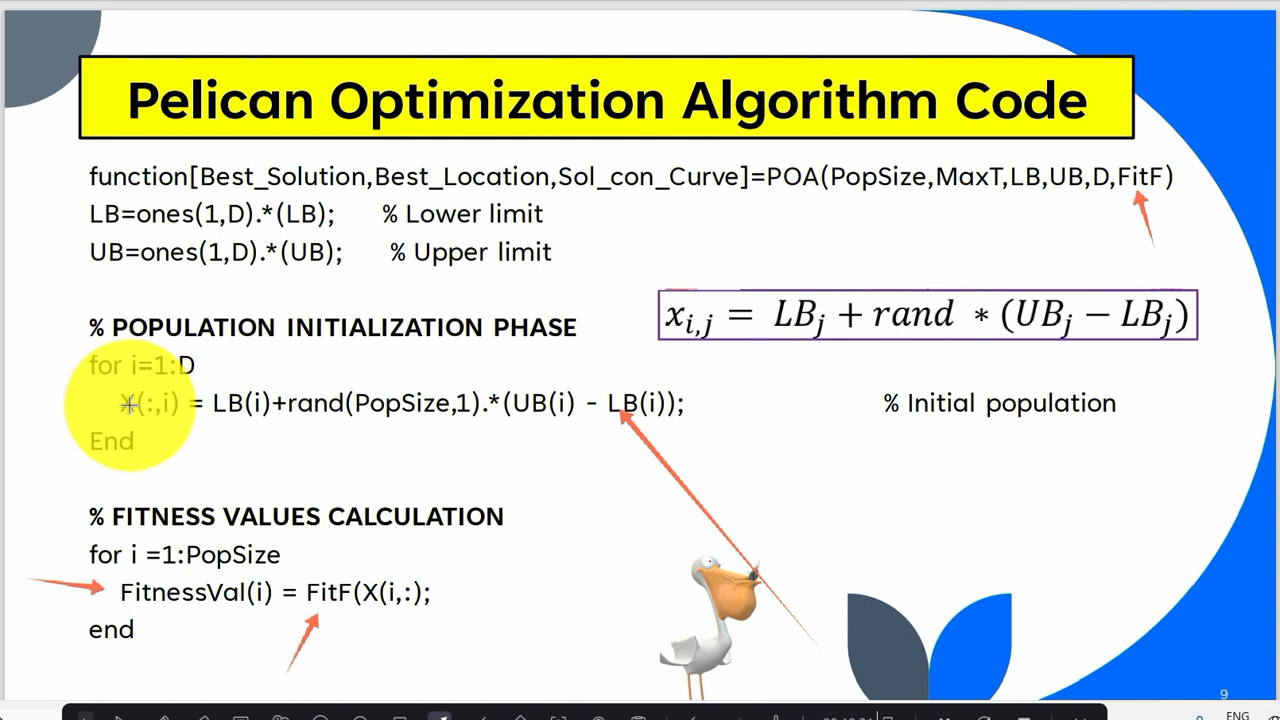 Pelican Optimization Algorithm Code
function[Best_Solution,Best_Location,Sol_con_Curve]=POA(PopSize,MaxT,LB,UB,D,FitF)
LB=ones(1,D).*(LB); % Lower limit
UB=ones(1,D).*(UB); % Upper limit
% POPULATION INITIALIZATION PHASE
x_{i,j} = LB_j + rand * (UB_j − LB_j)
for i=1:D
X(:,i) = LB(i)+rand(PopSize,1).*(UB(i) - LB(i)); % Initial population
End
% FITNESS VALUES CALCULATION
for i =1:PopSize
FitnessVal(i) = FitF(X(i,:);
end
9
ENG